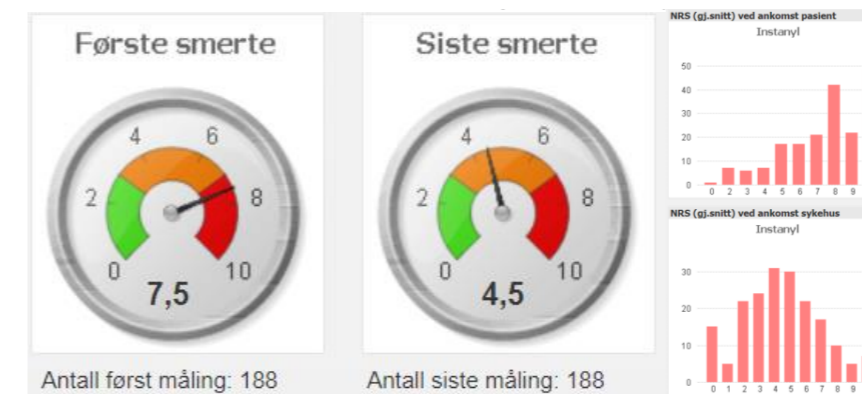 Første smerte
4 6
2 8
0 10
7,5
Antall først måling: 188
Siste smerte
4 6
2 8
0 10
4,5
Antall siste måling: 188
NRS (gj.snitt) ved ankomst pasient
Instanyl
50
40
30
20
10
0
0 2 3 4 5 6 7 8 9
NRS (gj.snitt) ved ankomst sykehus
Instanyl
30
20
10
0
0 1 2 3 4 5 6 7 8 9